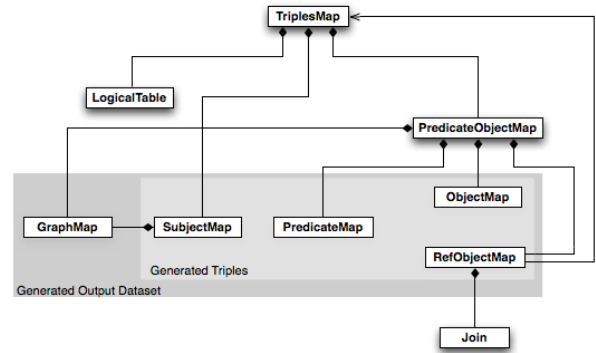 TriplesMap
LogicalTable
PredicateObjectMap
ObjectMap
GraphMap
SubjectMap
PredicateMap
RefObjectMap
Generated Triples
Generated Output Dataset
Join